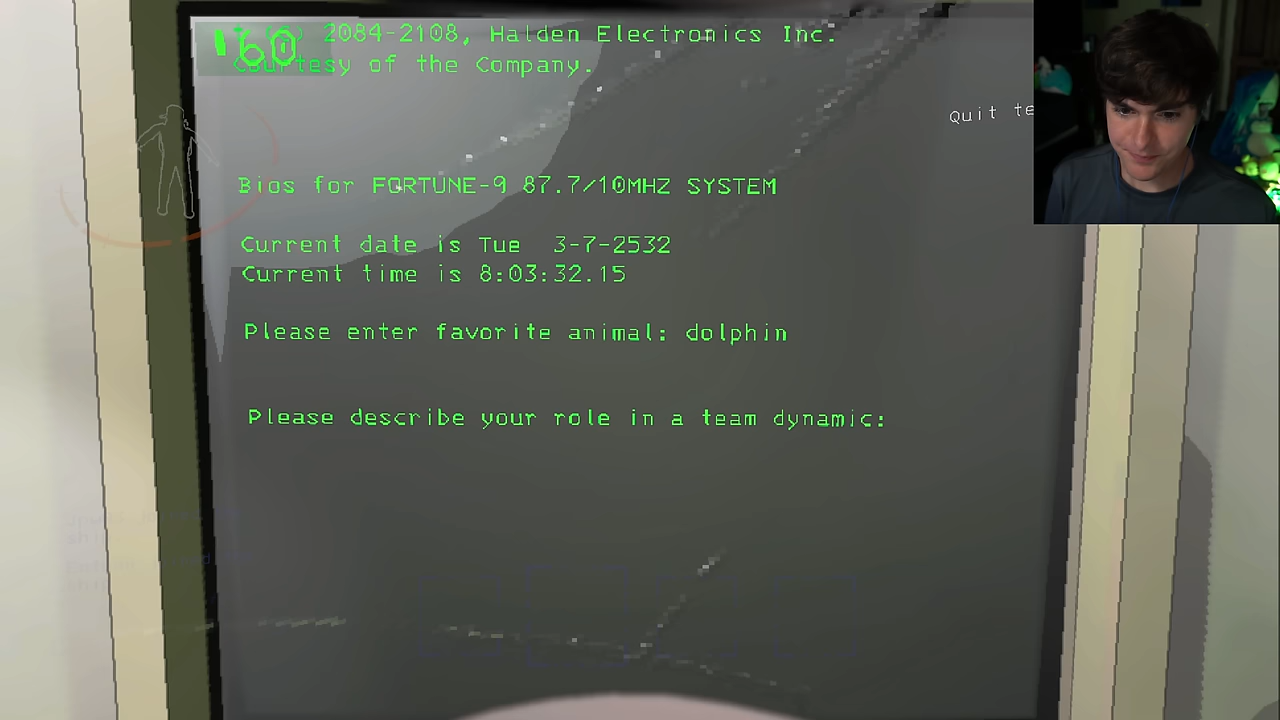 '60
2084-2108, Halden Electronics Inc.
Courtesy of the Company.
Quit te
Bios for FORTUNE-9 87.7/10MHZ SYSTEM
Current date is Tue 3-7-2532
Current time is 8:03:32.15
Please enter favorite animal: dolphin
Please describe your role in a team dynamic: